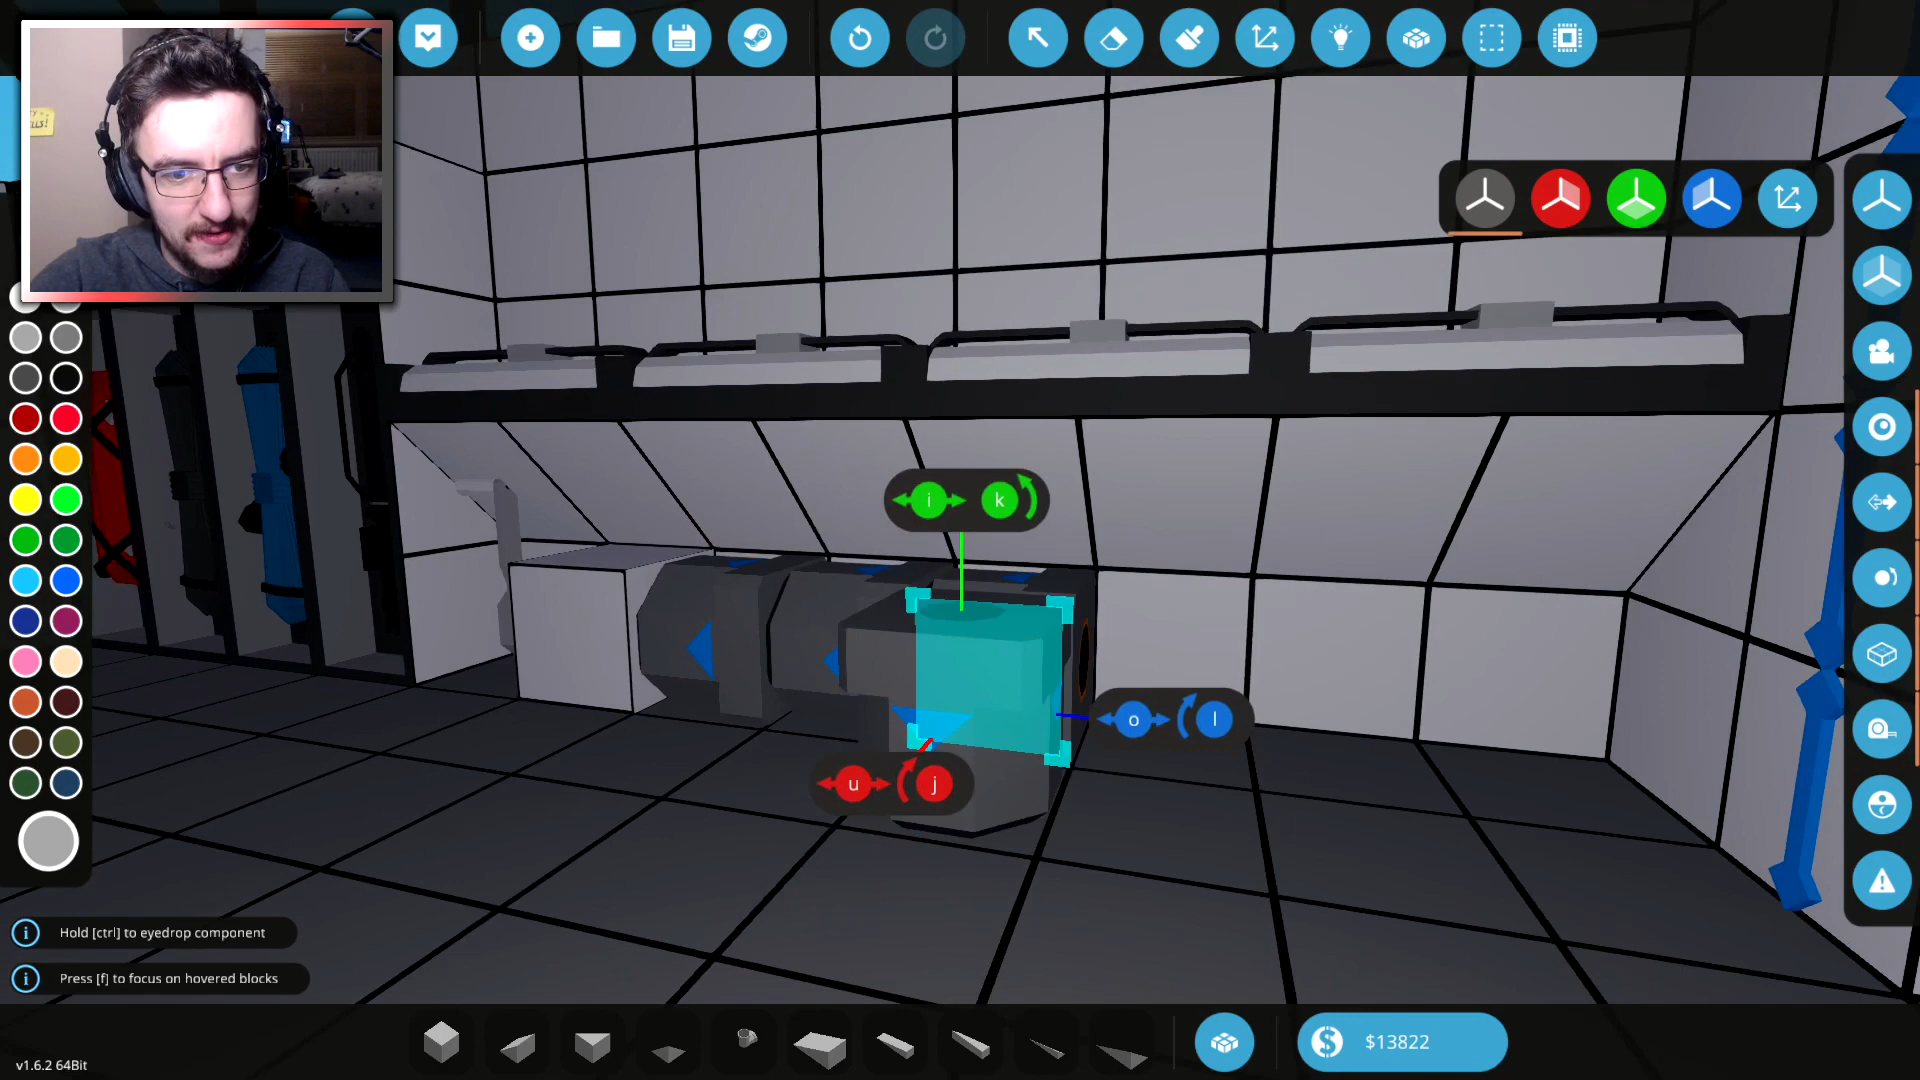 i k
o l
u j
Hold [ctrl] to eyedrop component
Press [f] to focus on hovered blocks
$13822
v1.6.2 64Bit